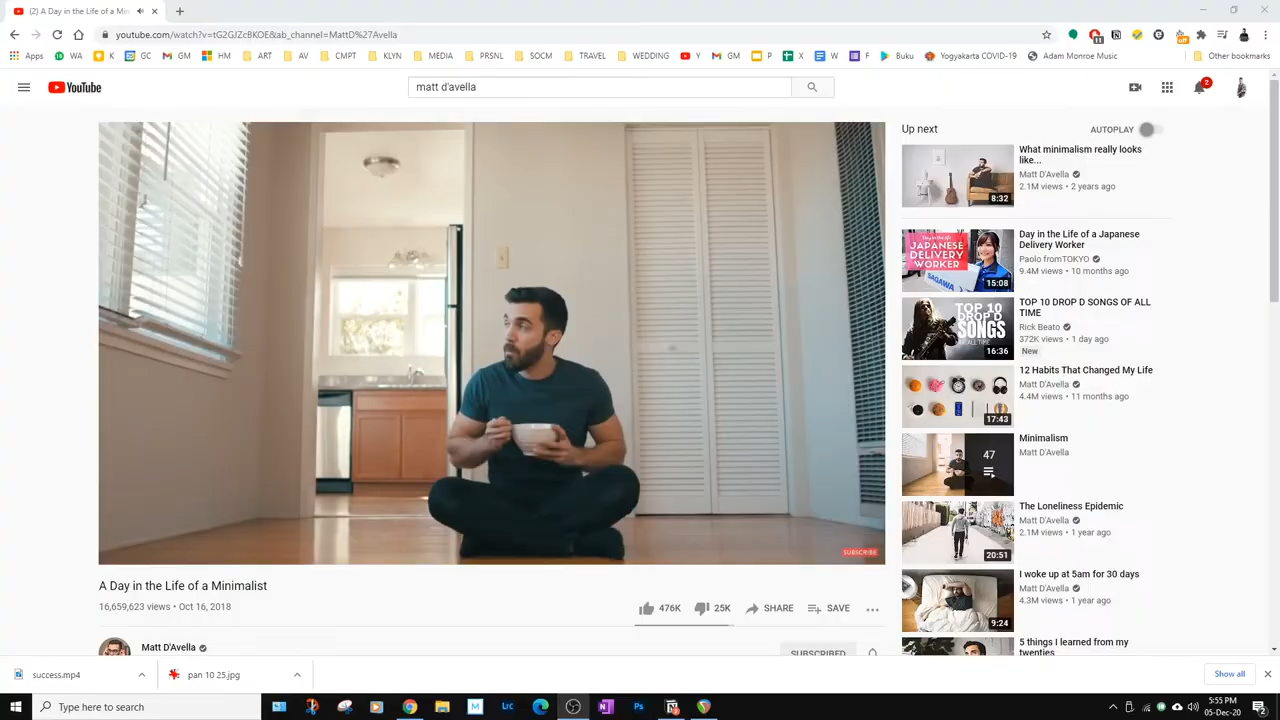 (2) A Day in the Life of a Min
youtube.com/watch?v=tG2GJZcBKOE&ab_channel=MattD%27Avella
Apps WA K GC GM HM ART AV CMPT DSNL MEDIA SOCM TRAVEL WEDDING Y GM P X W F Buku Yogyakarta COVID-19 Adam Monroe Music Other bookmarks
YouTube
matt d'avella
2
Up next
AUTOPLAY
What minimalism really looks like...
Matt D'Avella
2.1M views • 2 years ago
8:32
Day in the Life of a Japanese Delivery Worker
Paolo fromTOKYO
9.4M views • 10 months ago
JAPANESE
DELIVERY
WORKER
SAGAWA
15:08
TOP 10 DROP D SONGS OF ALL TIME
Rick Beato
372K views • 1 day ago
New
TOP 10
DROP D
SONGS
16:36
12 Habits That Changed My Life
Matt D'Avella
4.4M views • 11 months ago
17:43
Minimalism
Matt D'Avella
47
The Loneliness Epidemic
Matt D'Avella
2.1M views • 1 year ago
20:51
I woke up at 5am for 30 days
Matt D'Avella
4.3M views • 1 year ago
9:24
5 things I learned from my twenties
SUBSCRIBE
A Day in the Life of a Minimalist
16,659,623 views • Oct 16, 2018
476K 25K SHARE SAVE
Matt D'Avella
SUBSCRIBED
success.mp4
pan 10 25.jpg
Show all
Type here to search
5:55 PM
05-Dec-20